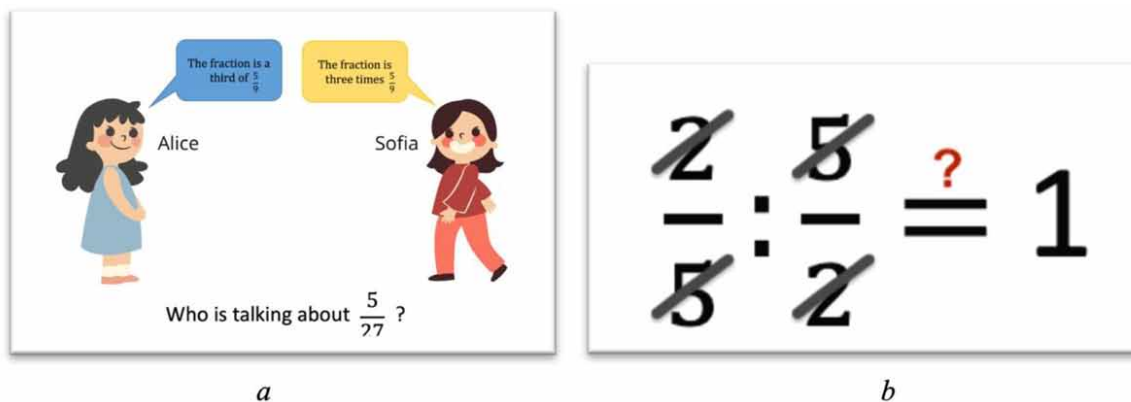 The fraction is a
third of 5/9
The fraction is
three times 5/9
Alice
Sofia
Who is talking about 5/27 ?
2/5 : 5/2 ?= 1
a
b